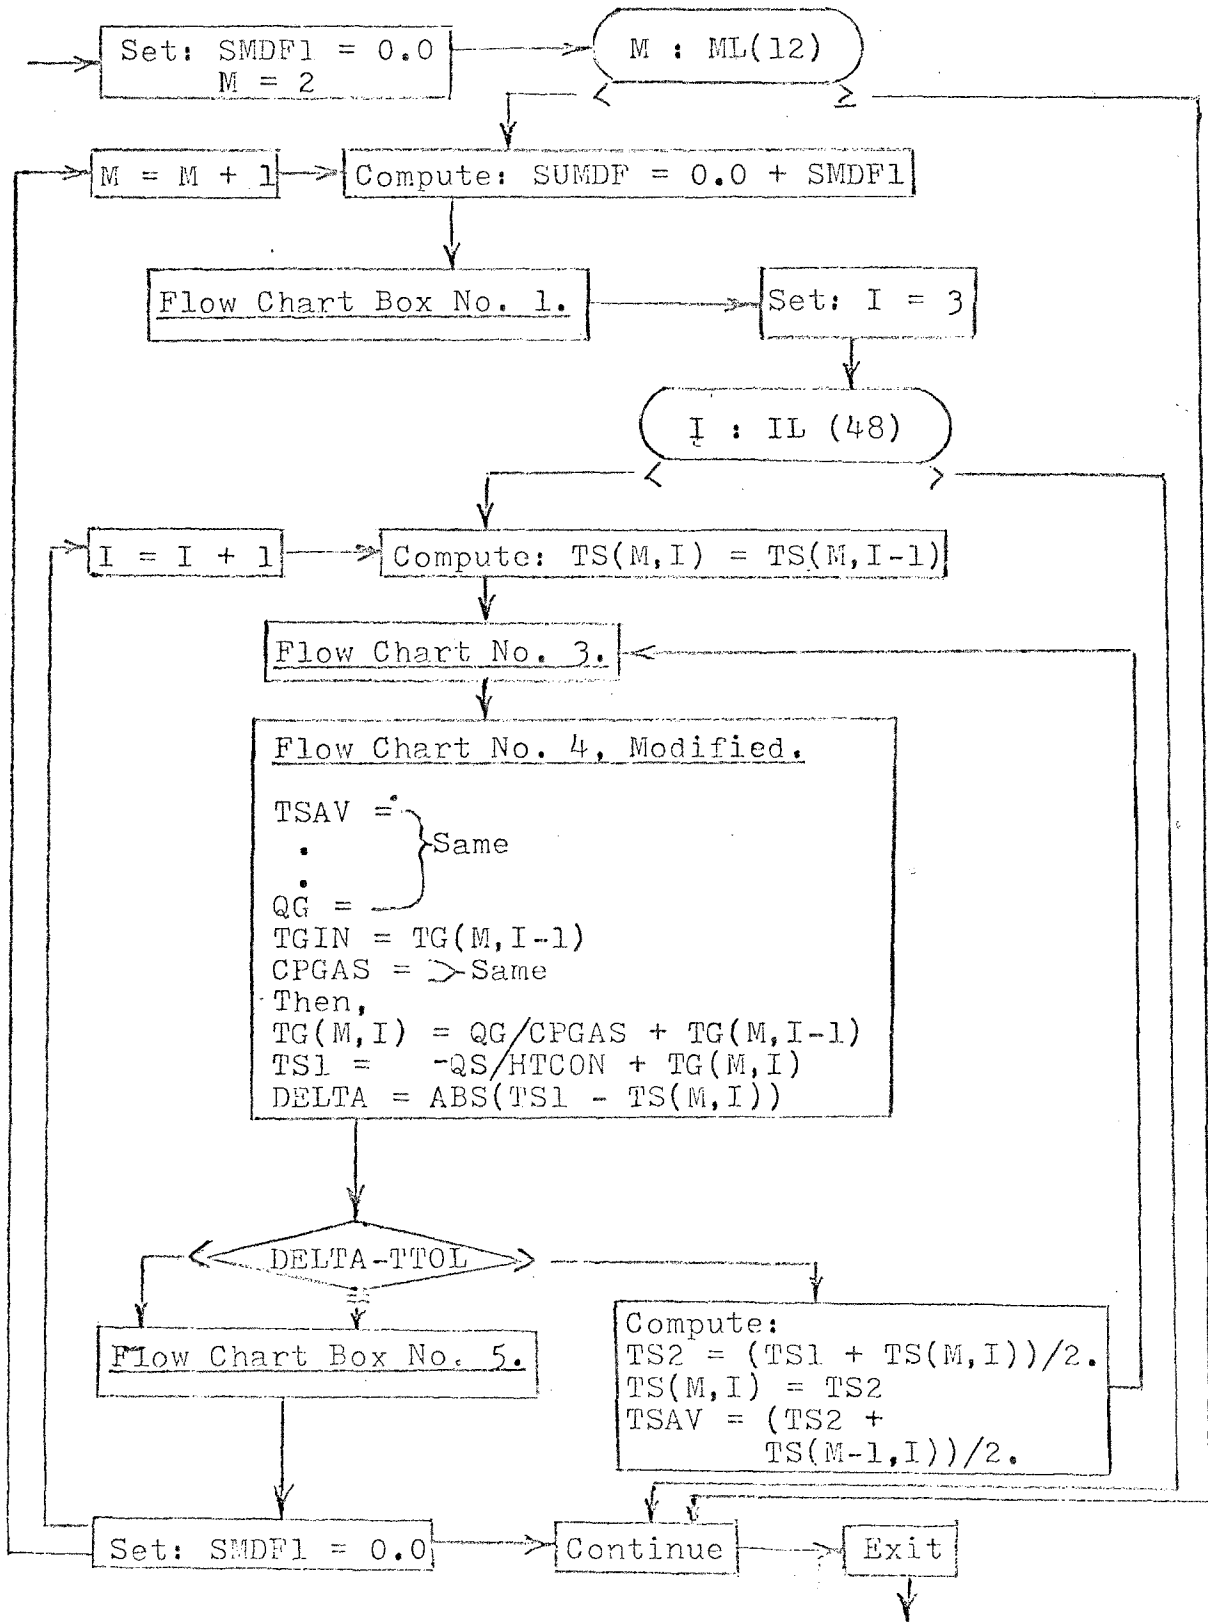 Set: SMDF1 = 0.0
M = 2
M : ML(12)
< ≥
M = M + 1
Compute: SUMDF = 0.0 + SMDF1
Flow Chart Box No. 1.
Set: I = 3
I : IL (48)
< >
I = I + 1
Compute: TS(M,I) = TS(M,I-1)
Flow Chart No. 3.
Flow Chart No. 4, Modified.
TSAV =
.
Same
.
QG =
TGIN = TG(M,I-1)
CPGAS = > Same
Then,
TG(M,I) = QG/CPGAS + TG(M,I-1)
TS1 = -QS/HTCON + TG(M,I)
DELTA = ABS(TS1 - TS(M,I))
< DELTA-TTOL >
=
Flow Chart Box No. 5.
Compute:
TS2 = (TS1 + TS(M,I))/2.
TS(M,I) = TS2
TSAV = (TS2 +
TS(M-1,I))/2.
Set: SMDF1 = 0.0
Continue
Exit